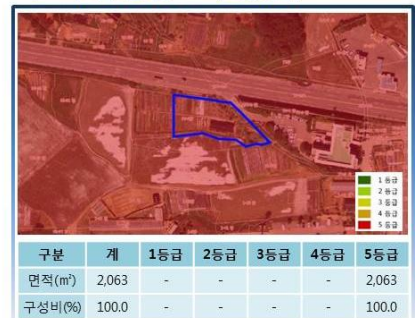 1 등급
2 등급
3 등급
4 등급
5 등급
구분 계 1등급 2등급 3등급 4등급 5등급
면적(㎡) 2,063 - - - - 2,063
구성비(%) 100.0 - - - - 100.0